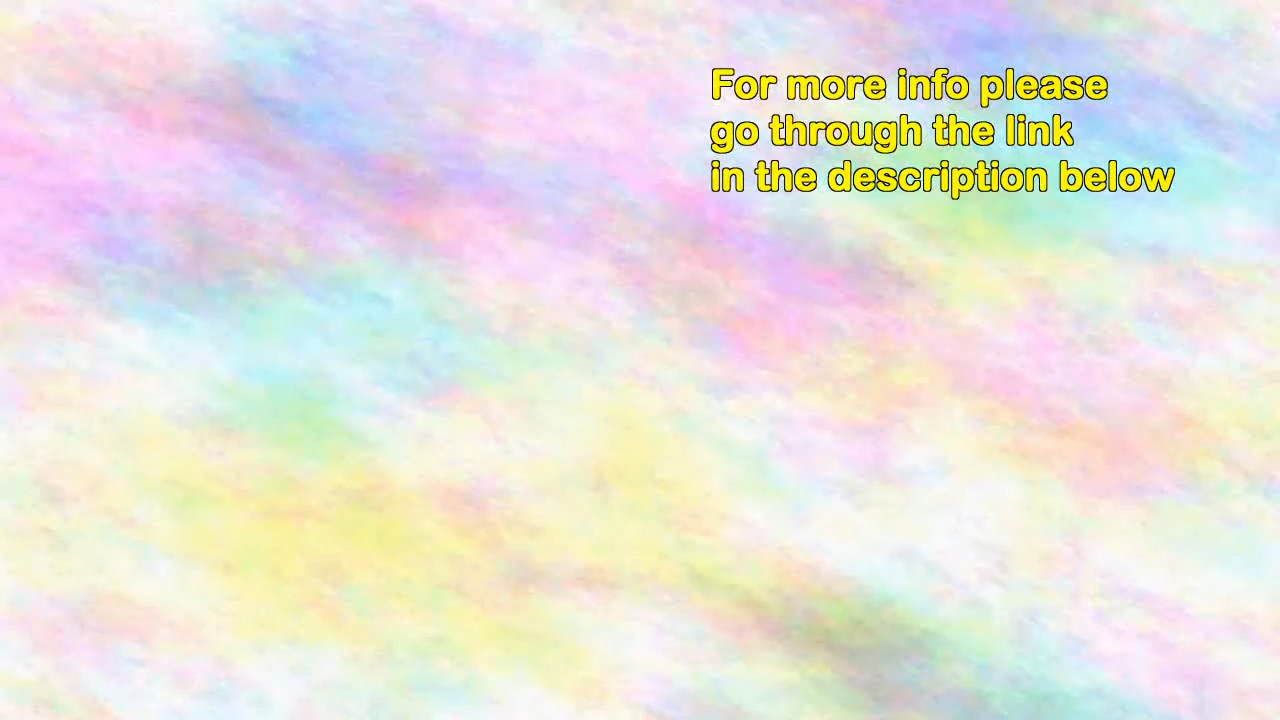 For more info please
go through the link
in the description below